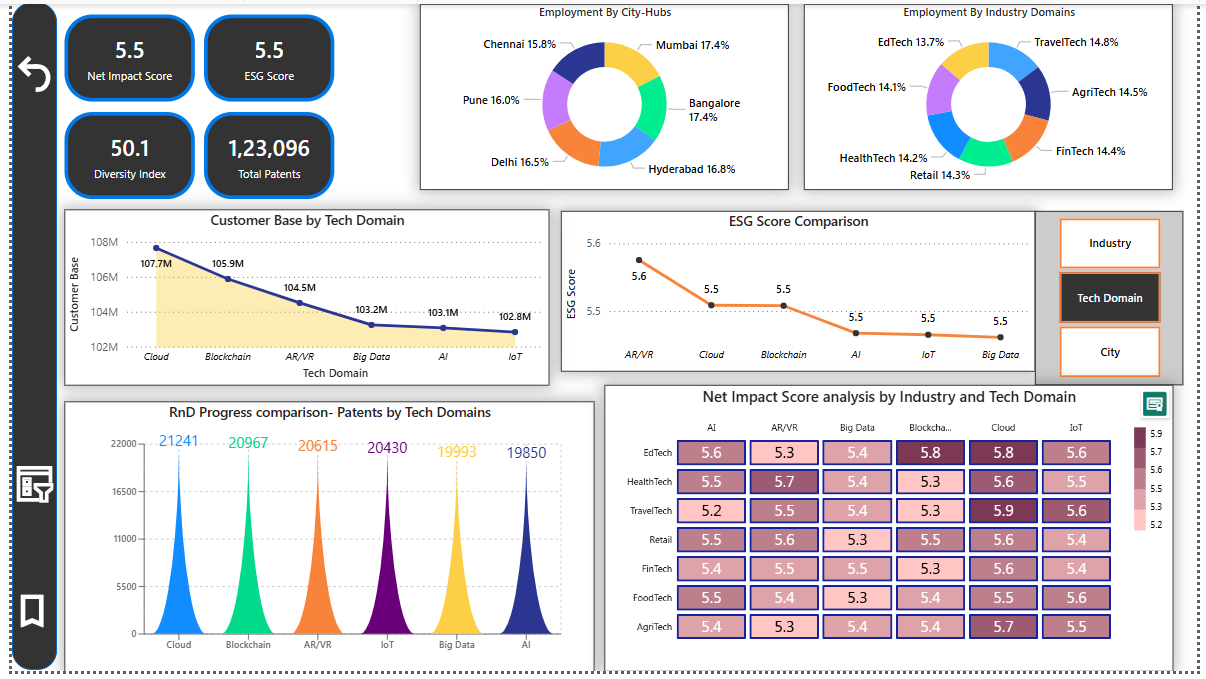 5.5
Net Impact Score
5.5
ESG Score
50.1
Diversity Index
1,23,096
Total Patents
Employment By City-Hubs
Chennai 15.8%
Mumbai 17.4%
Pune 16.0%
Bangalore
17.4%
Delhi 16.5%
Hyderabad 16.8%
Employment By Industry Domains
EdTech 13.7%
TravelTech 14.8%
FoodTech 14.1%
AgriTech 14.5%
HealthTech 14.2%
FinTech 14.4%
Retail 14.3%
Customer Base by Tech Domain
Customer Base
108M
106M
104M
102M
107.7M
105.9M
104.5M
103.2M
103.1M
102.8M
Cloud
Blockchain
AR/VR
Big Data
AI
IoT
Tech Domain
ESG Score Comparison
ESG Score
5.6
5.5
5.6
5.5
5.5
5.5
5.5
5.5
AR/VR
Cloud
Blockchain
AI
IoT
Big Data
Industry
Tech Domain
City
RnD Progress comparison- Patents by Tech Domains
22000
16500
11000
5500
0
21241
20967
20615
20430
19993
19850
Cloud
Blockchain
AR/VR
IoT
Big Data
AI
Net Impact Score analysis by Industry and Tech Domain
AI AR/VR Big Data Blockcha... Cloud IoT
EdTech 5.6 5.3 5.4 5.8 5.8 5.6
HealthTech 5.5 5.7 5.4 5.3 5.6 5.5
TravelTech 5.2 5.5 5.4 5.3 5.9 5.6
Retail 5.5 5.6 5.3 5.5 5.6 5.4
FinTech 5.4 5.5 5.5 5.3 5.6 5.4
FoodTech 5.5 5.4 5.3 5.4 5.5 5.6
AgriTech 5.4 5.3 5.4 5.4 5.7 5.5
5.9
5.7
5.6
5.5
5.3
5.2